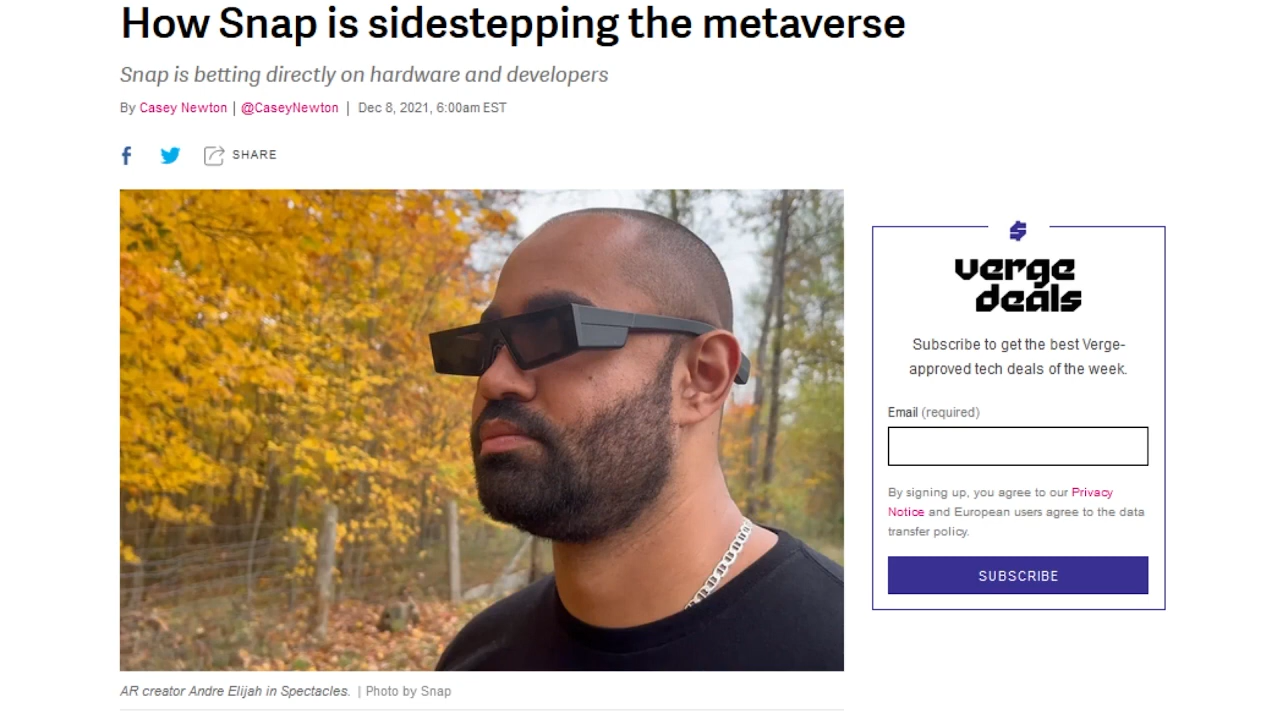 How Snap is sidestepping the metaverse
Snap is betting directly on hardware and developers
By Casey Newton | @CaseyNewton | Dec 8, 2021, 6:00am EST
SHARE
verge
deals
Subscribe to get the best Verge-
approved tech deals of the week.
Email (required)
By signing up, you agree to our Privacy
Notice and European users agree to the data
transfer policy.
SUBSCRIBE
AR creator Andre Elijah in Spectacles. | Photo by Snap